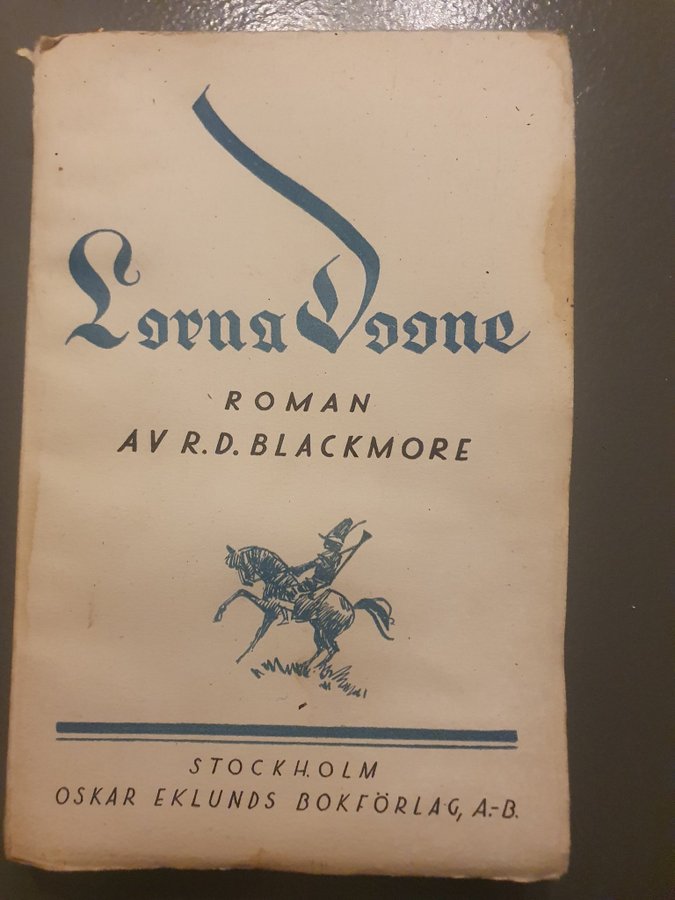 Lorna Doone
ROMAN
AV R.D. BLACKMORE
STOCKHOLM
OSKAR EKLUNDS BOKFÖRLAG, A.-B.